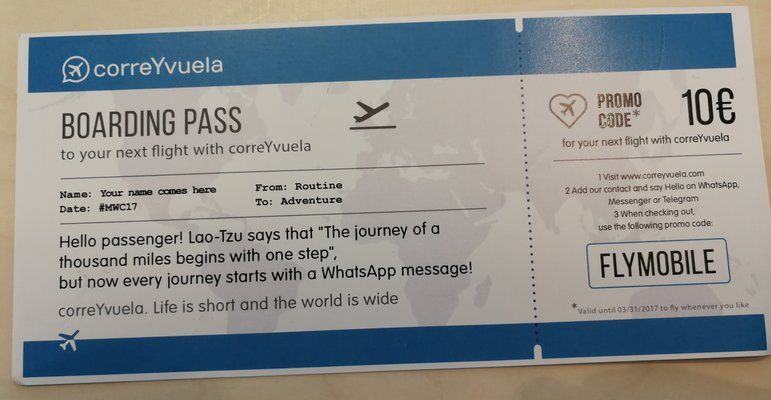 correYvuela
BOARDING PASS
to your next flight with correYvuela
Name: Your name comes here
From: Routine
Date: #MWC17
To: Adventure
Hello passenger! Lao-Tzu says that "The journey of a
thousand miles begins with one step",
but now every journey starts with a WhatsApp message!
correYvuela. Life is short and the world is wide
PROMO
CODE*
10€
for your next flight with correYvuela
1 Visit www.correyvuela.com
2 Add our contact and say Hello on WhatsApp,
Messenger or Telegram
3 When checking out,
use the following promo code:
FLYMOBILE
*Valid until 03/31/2017 to fly whenever you like